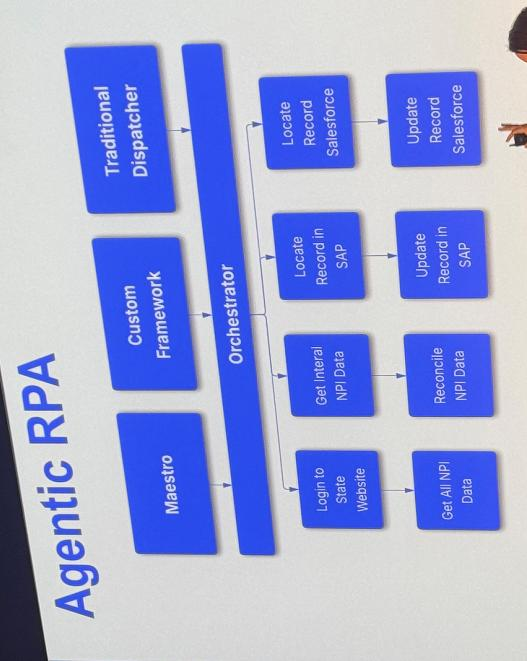 Agentic RPA
Maestro
Custom
Framework
Traditional
Dispatcher
Orchestrator
Login to
State
Website
Get Interal
NPI Data
Locate
Record in
SAP
Locate
Record
Salesforce
Get All NPI
Data
Reconcile
NPI Data
Update
Record in
SAP
Update
Record
Salesforce